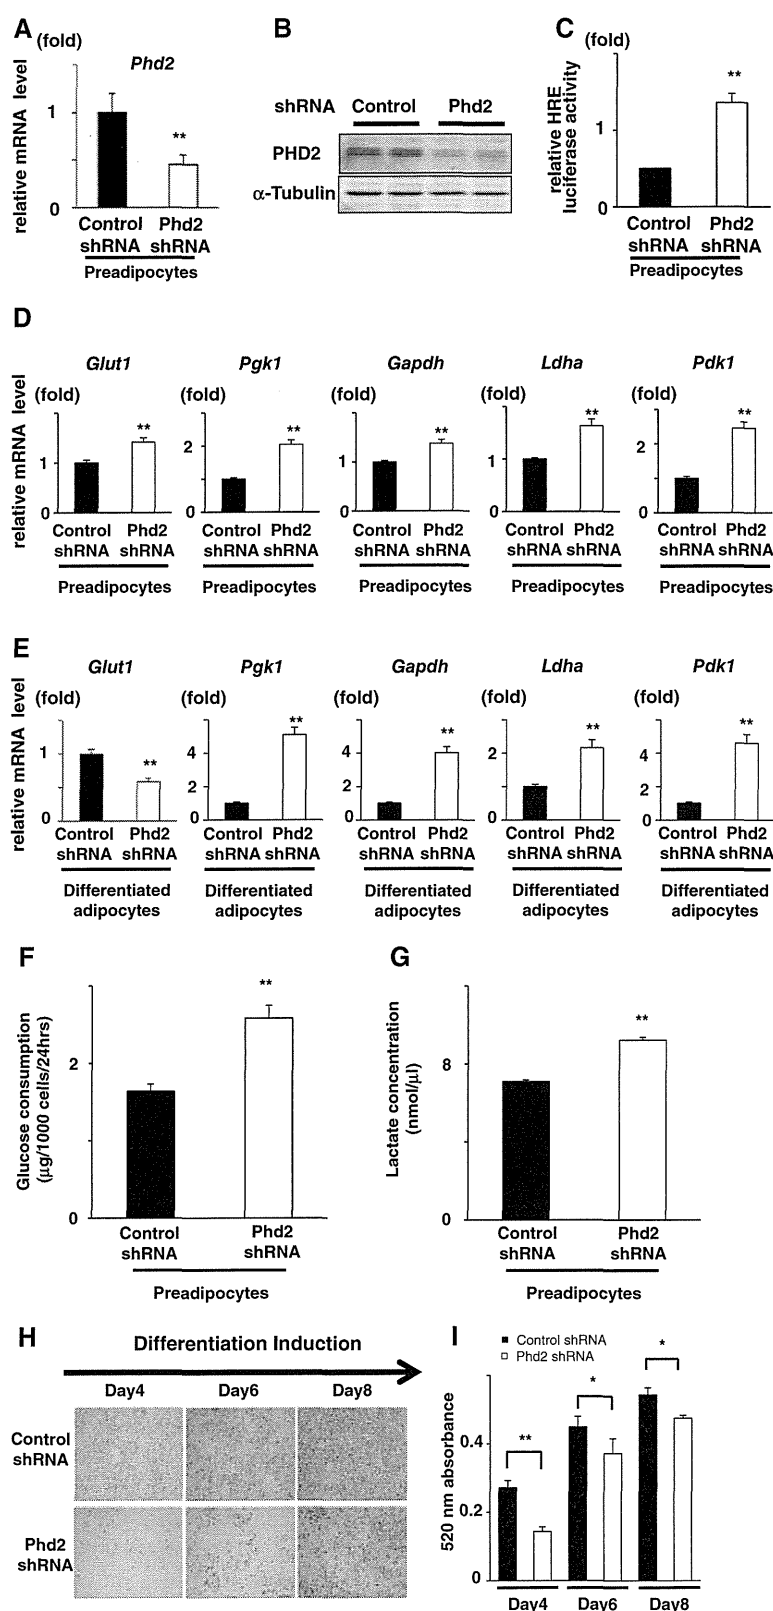 A
(fold)
Phd2
relative mRNA level
1
**
0
Control shRNA
Phd2 shRNA
Preadipocytes
B
shRNA Control Phd2
PHD2
α-Tubulin
C
(fold)
relative HRE luciferase activity
1
**
0
Control shRNA
Phd2 shRNA
Preadipocytes
D
Glut1 Pgk1 Gapdh Ldha Pdk1
(fold) (fold) (fold) (fold) (fold)
relative mRNA level
1 0 2 1 0 1 0 1 0 2 1 0
** ** ** ** **
Control Phd2 Control Phd2 Control Phd2 Control Phd2 Control Phd2
shRNA shRNA shRNA shRNA shRNA shRNA shRNA shRNA shRNA shRNA
Preadipocytes Preadipocytes Preadipocytes Preadipocytes Preadipocytes
E
Glut1 Pgk1 Gapdh Ldha Pdk1
(fold) (fold) (fold) (fold) (fold)
relative mRNA level
1 0 4 2 0 4 2 0 2 1 0 4 2 0
** ** ** ** **
Control Phd2 Control Phd2 Control Phd2 Control Phd2 Control Phd2
shRNA shRNA shRNA shRNA shRNA shRNA shRNA shRNA shRNA shRNA
Differentiated Differentiated Differentiated Differentiated Differentiated
adipocytes adipocytes adipocytes adipocytes adipocytes
F
Glucose consumption
(μg/1000 cells/24hrs)
2
**
0
Control shRNA
Phd2 shRNA
Preadipocytes
G
Lactate concentration
(nmol/μl)
8
**
0
Control shRNA
Phd2 shRNA
Preadipocytes
H
Differentiation Induction
Day4 Day6 Day8
Control shRNA
Phd2 shRNA
I
Control shRNA
Phd2 shRNA
520 nm absorbance
0.4
0.2
0
** * *
Day4 Day6 Day8